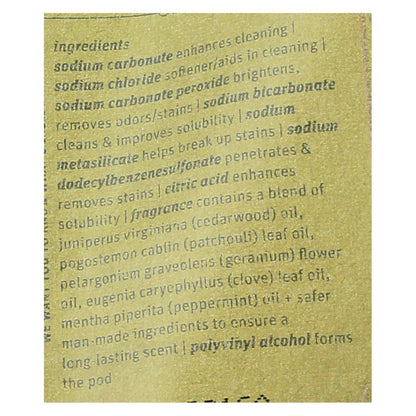 ingredients
sodium carbonate enhances cleaning |
sodium chloride softener/aids in cleaning |
sodium carbonate peroxide brightens,
removes odors/stains | sodium bicarbonate
cleans & improves solubility | sodium
metasilicate helps break up stains | sodium
dodecylbenzenesulfonate penetrates &
removes stains | citric acid enhances
solubility | fragrance contains a blend of
juniperus virginiana (cedarwood) oil,
pogostemon cablin (patchouli) leaf oil,
pelargonium graveolens (geranium) flower
oil, eugenia caryophyllus (clove) leaf oil,
mentha piperita (peppermint) oil + safer
man-made ingredients to ensure a
long-lasting scent | polyvinyl alcohol forms
the pod
WE WANT YOU